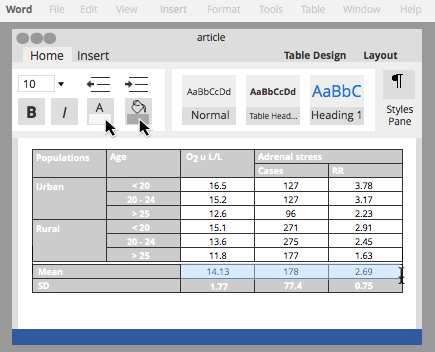 Word File Edit View Insert Format Tools Table Window Help
article
Home Insert Table Design Layout
10
B I A
AaBbCcDd AaBbCcDd AaBbC ¶
Normal Table Head... Heading 1 Styles
Pane
Populations Age O2 u L/L Adrenal stress
Cases RR
Urban < 20 16.5 127 3.78
20 - 24 15.2 127 3.17
> 25 12.6 96 2.23
Rural < 20 15.1 271 2.91
20 - 24 13.6 275 2.45
> 25 11.8 177 1.63
Mean 14.13 178 2.69
SD 1.77 77.4 0.75